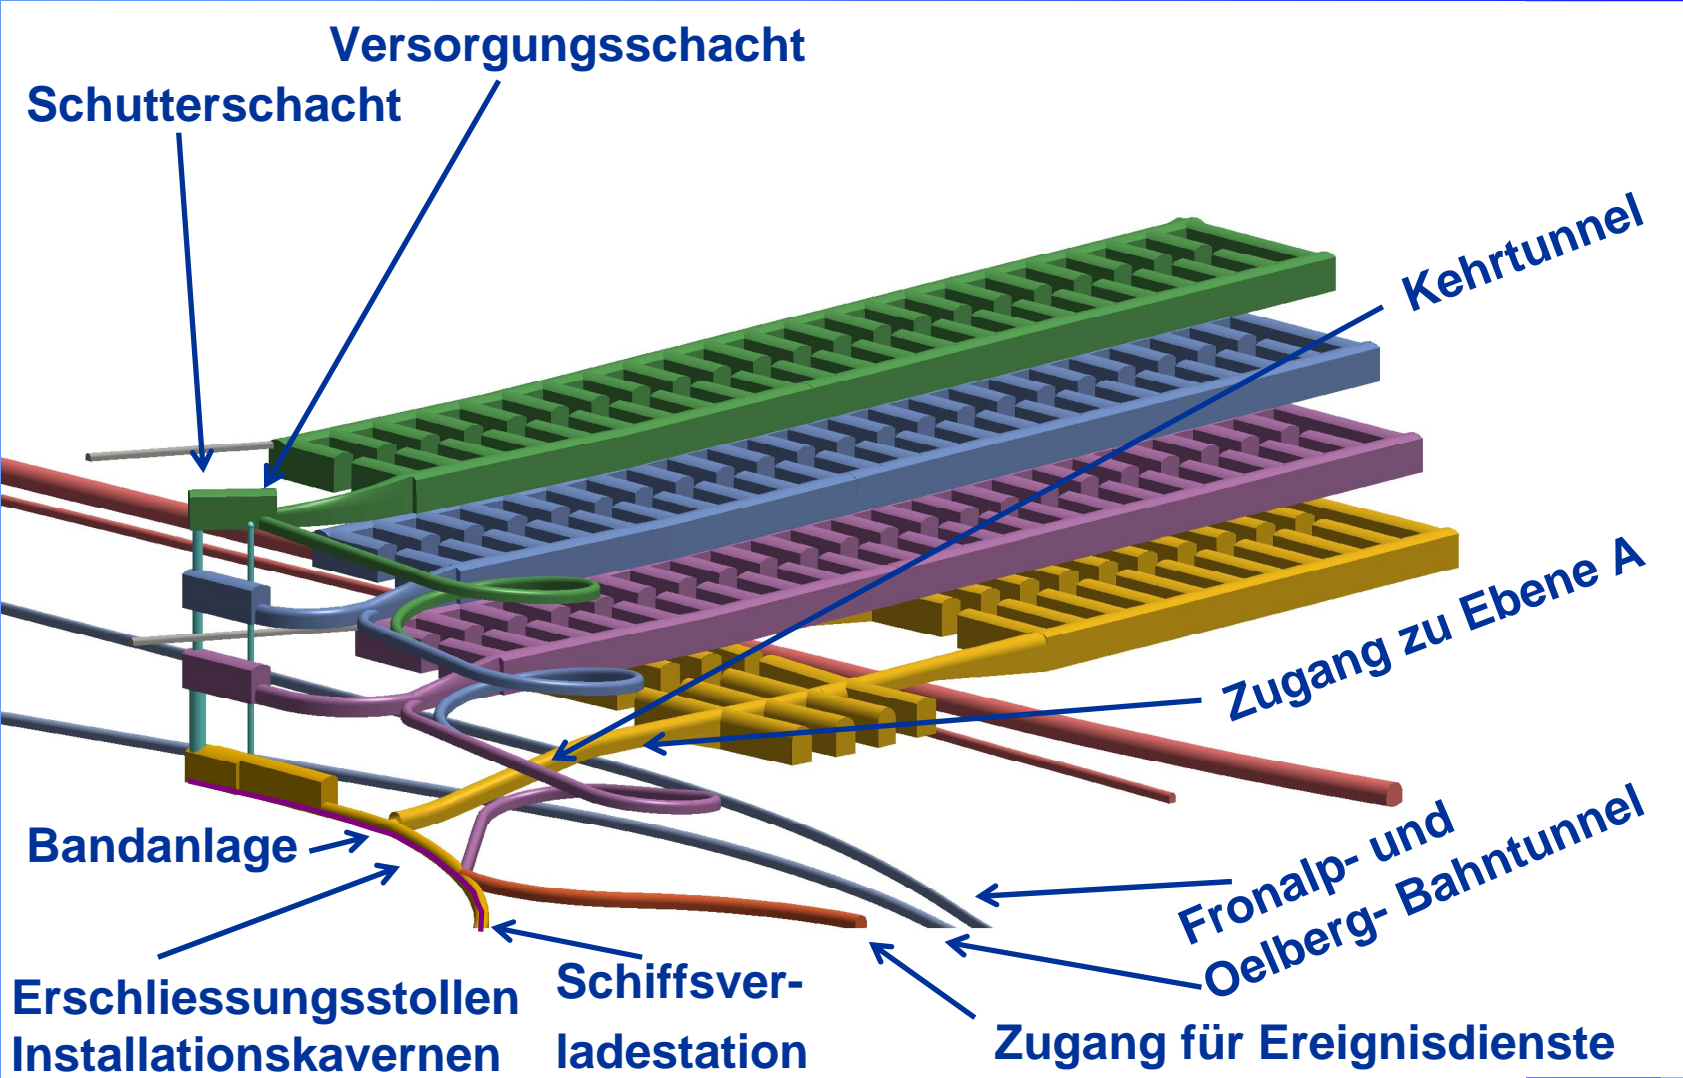 Versorgungsschacht
Schutterschacht
Kehrtunnel
Zugang zu Ebene A
Bandanlage
Fronalp- und
Oelberg- Bahntunnel
Erschliessungsstollen
Installationskavernen
Schiffsver-
ladestation
Zugang für Ereignisdienste